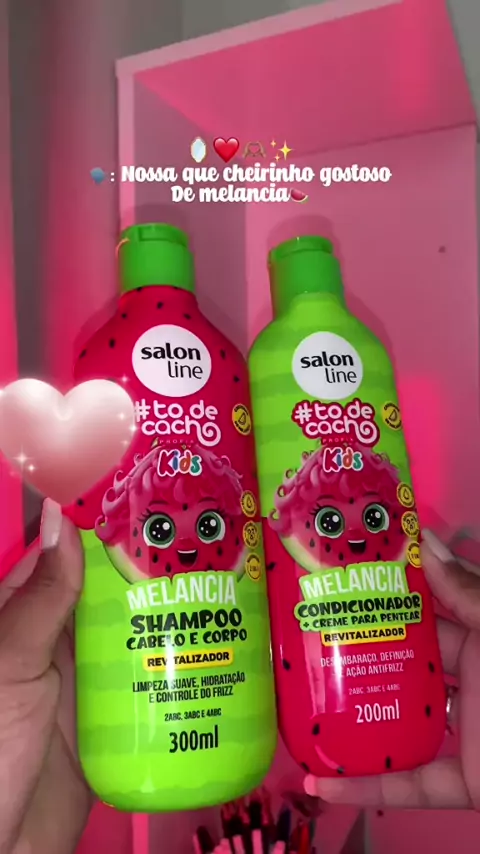 : Nossa que cheirinho gostoso
De melancia
salon
line
#to de
cacho
Kids
MELANCIA
SHAMPOO
CABELO E CORPO
REVITALIZADOR
LIMPEZA SUAVE, HIDRATAÇÃO
E CONTROLE DO FRIZZ
2ABC, 3ABC E 4ABC
300ml
salon
line
#to de
cacho
Kids
MELANCIA
CONDICIONADOR
+ CREME PARA PENTEAR
REVITALIZADOR
DESEMBARAÇO, DEFINIÇÃO
E AÇÃO ANTIFRIZZ
2ABC, 3ABC E 4ABC
200ml